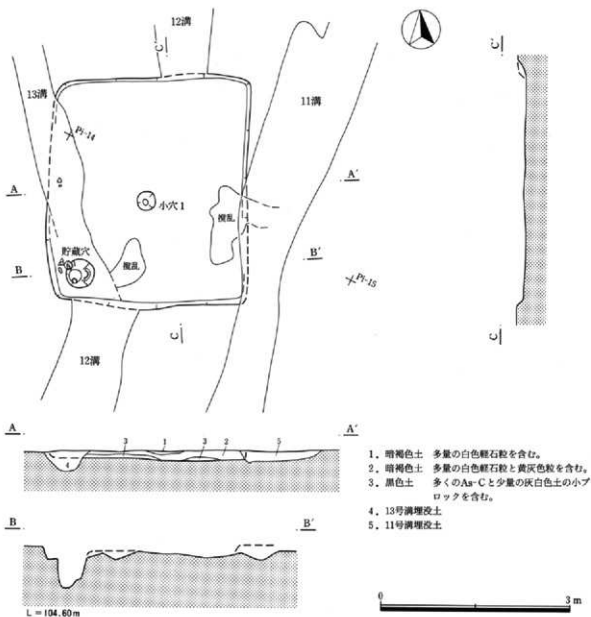 12溝
C'
C'
13溝
11溝
Pi-14
A
A'
小穴1
攪乱
貯蔵穴
攪乱
B
B'
Pi-15
C
C
12溝
A
A'
3
1
3
2
5
4
1. 暗褐色土 多量の白色軽石粒を含む。
2. 暗褐色土 多量の白色軽石粒と黄灰色粒を含む。
3. 黒色土 多くのAs-Cと少量の灰白色土の小ブ
ロックを含む。
4. 13号溝埋没土
5. 11号溝埋没土
B
B'
L=104.60m
0
3m